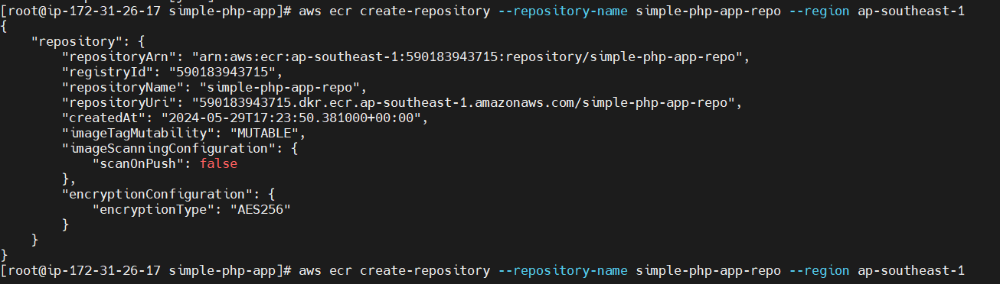 [root@ip-172-31-26-17 simple-php-app]# aws ecr create-repository --repository-name simple-php-app-repo --region ap-southeast-1
{
    "repository": {
        "repositoryArn": "arn:aws:ecr:ap-southeast-1:590183943715:repository/simple-php-app-repo",
        "registryId": "590183943715",
        "repositoryName": "simple-php-app-repo",
        "repositoryUri": "590183943715.dkr.ecr.ap-southeast-1.amazonaws.com/simple-php-app-repo",
        "createdAt": "2024-05-29T17:23:50.381000+00:00",
        "imageTagMutability": "MUTABLE",
        "imageScanningConfiguration": {
            "scanOnPush": false
        },
        "encryptionConfiguration": {
            "encryptionType": "AES256"
        }
    }
}
[root@ip-172-31-26-17 simple-php-app]# aws ecr create-repository --repository-name simple-php-app-repo --region ap-southeast-1